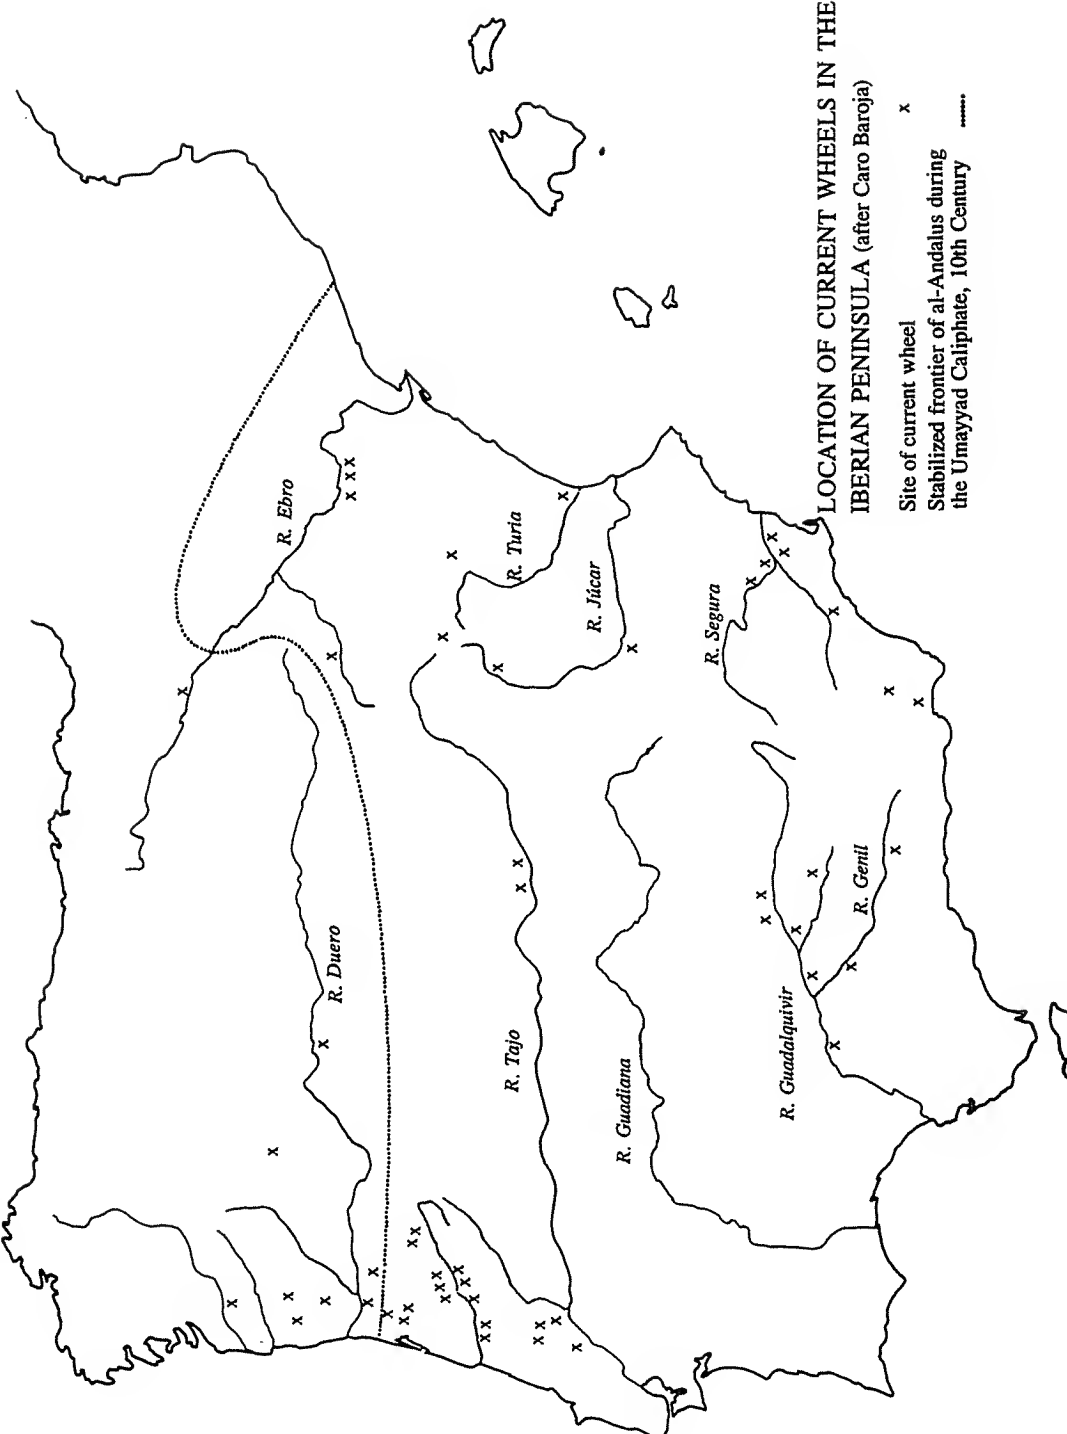 LOCATION OF CURRENT WHEELS IN THE
IBERIAN PENINSULA (after Caro Baroja)
Site of current wheel x
Stabilized frontier of al-Andalus during
the Umayyad Caliphate, 10th Century
R. Ebro
R. Duero
R. Turia
R. Júcar
R. Tajo
R. Segura
R. Guadiana
R. Guadalquivir
R. Genil